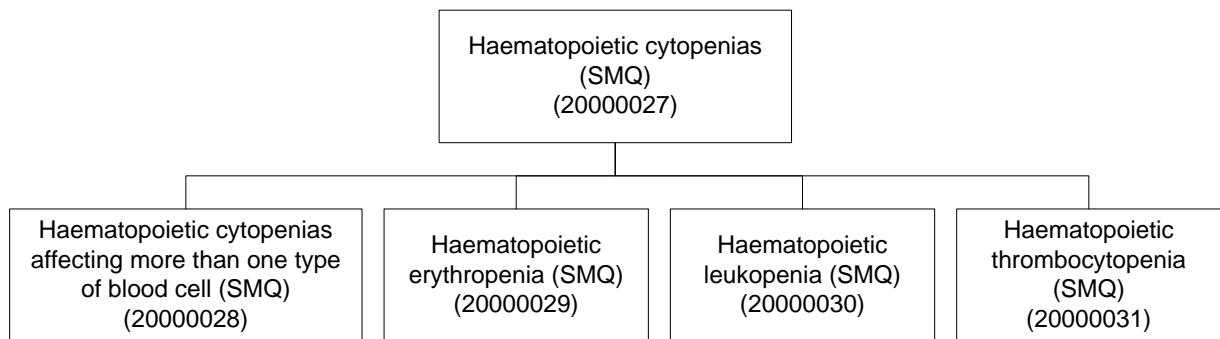 Haematopoietic cytopenias
(SMQ)
(20000027)
Haematopoietic cytopenias
affecting more than one type
of blood cell (SMQ)
(20000028)
Haematopoietic
erythropenia (SMQ)
(20000029)
Haematopoietic
leukopenia (SMQ)
(20000030)
Haematopoietic
thrombocytopenia
(SMQ)
(20000031)